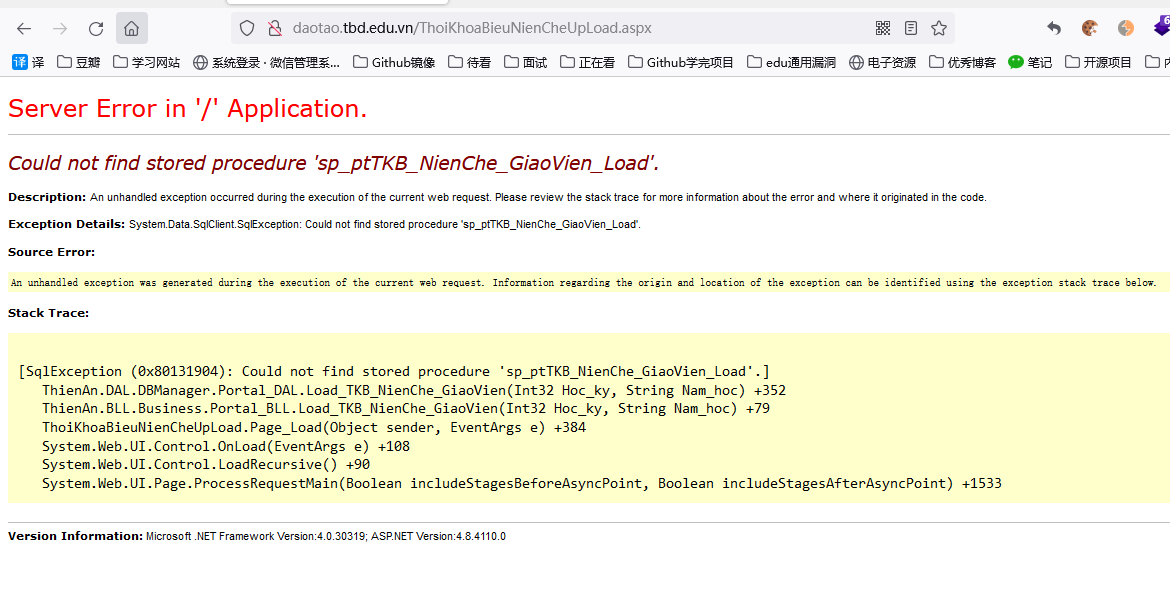 daotao.tbd.edu.vn/ThoiKhoaBieuNienCheUpLoad.aspx
译 译 豆瓣 学习网站 系统登录 · 微信管理系... Github镜像 待看 面试 正在看 Github学完项目 edu通用漏洞 电子资源 优秀博客 笔记 开源项目
Server Error in '/' Application.
Could not find stored procedure 'sp_ptTKB_NienChe_GiaoVien_Load'.
Description: An unhandled exception occurred during the execution of the current web request. Please review the stack trace for more information about the error and where it originated in the code.
Exception Details: System.Data.SqlClient.SqlException: Could not find stored procedure 'sp_ptTKB_NienChe_GiaoVien_Load'.
Source Error:
An unhandled exception was generated during the execution of the current web request. Information regarding the origin and location of the exception can be identified using the exception stack trace below.
Stack Trace:
[SqlException (0x80131904): Could not find stored procedure 'sp_ptTKB_NienChe_GiaoVien_Load'.]
ThienAn.DAL.DBManager.Portal_DAL.Load_TKB_NienChe_GiaoVien(Int32 Hoc_ky, String Nam_hoc) +352
ThienAn.BLL.Business.Portal_BLL.Load_TKB_NienChe_GiaoVien(Int32 Hoc_ky, String Nam_hoc) +79
ThoiKhoaBieuNienCheUpLoad.Page_Load(Object sender, EventArgs e) +384
System.Web.UI.Control.OnLoad(EventArgs e) +108
System.Web.UI.Control.LoadRecursive() +90
System.Web.UI.Page.ProcessRequestMain(Boolean includeStagesBeforeAsyncPoint, Boolean includeStagesAfterAsyncPoint) +1533
Version Information: Microsoft .NET Framework Version:4.0.30319; ASP.NET Version:4.8.4110.0